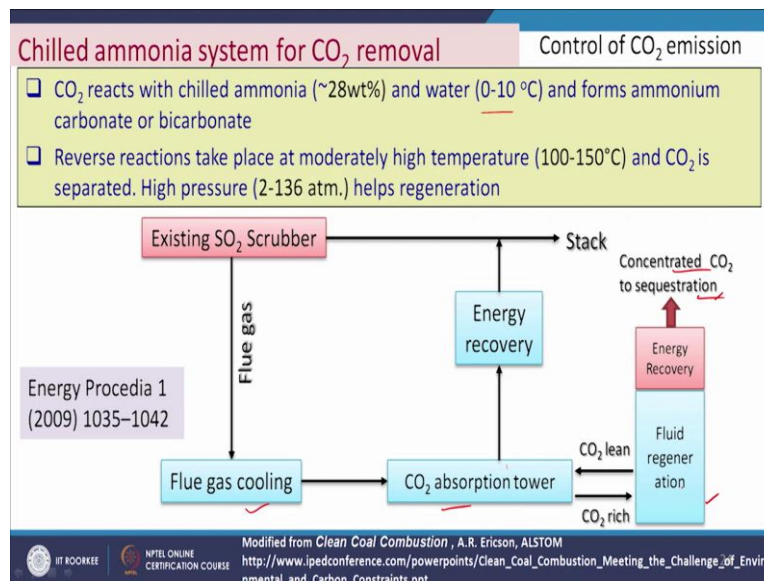 Chilled ammonia system for CO₂ removal
Control of CO₂ emission
CO₂ reacts with chilled ammonia (~28wt%) and water (0-10 °C) and forms ammonium
carbonate or bicarbonate
Reverse reactions take place at moderately high temperature (100-150°C) and CO₂ is
separated. High pressure (2-136 atm.) helps regeneration
Existing SO₂ Scrubber
Stack
Concentrated CO₂
to sequestration
Flue gas
Energy
recovery
Energy
Recovery
Energy Procedia 1
(2009) 1035–1042
Fluid
regener
ation
CO₂ lean
CO₂ rich
Flue gas cooling
CO₂ absorption tower
IIT ROORKEE
NPTEL ONLINE
CERTIFICATION COURSE
Modified from Clean Coal Combustion , A.R. Ericson, ALSTOM
http://www.ipedconference.com/powerpoints/Clean_Coal_Combustion_Meeting_the_Challenge_of_Envir
nmental_and_Carbon_Constraints.ppt